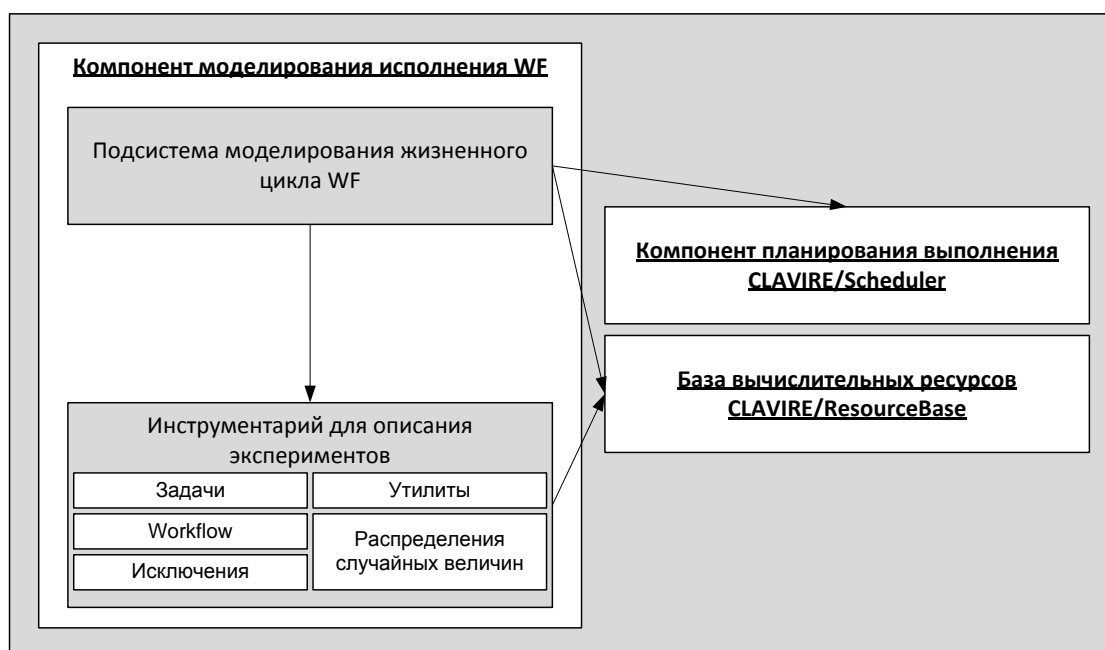 Компонент моделирования исполнения WF
Подсистема моделирования жизненного
цикла WF
Компонент планирования выполнения
CLAVIRE/Scheduler
База вычислительных ресурсов
CLAVIRE/ResourceBase
Инструментарий для описания
экспериментов
Задачи
Утилиты
Workflow
Распределения
случайных величин
Исключения